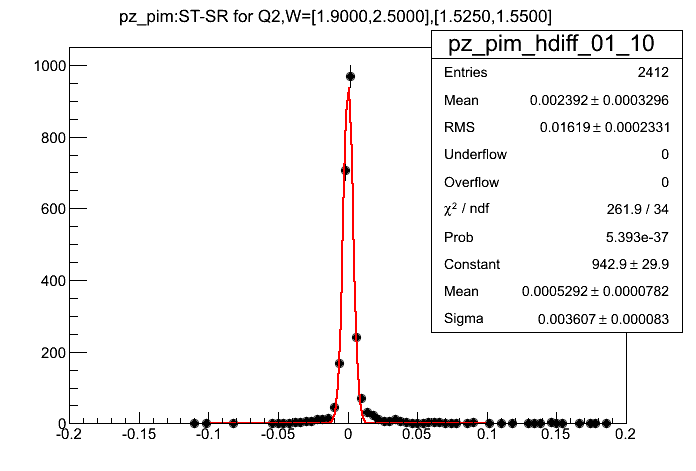 pz_pim:ST-SR for Q2,W=[1.9000,2.5000],[1.5250,1.5500]
pz_pim_hdiff_01_10
Entries 2412
Mean 0.002392 ± 0.0003296
RMS 0.01619 ± 0.0002331
Underflow 0
Overflow 0
χ² / ndf 261.9 / 34
Prob 5.393e-37
Constant 942.9 ± 29.9
Mean 0.0005292 ± 0.0000782
Sigma 0.003607 ± 0.000083
1000
800
600
400
200
0
-0.2 -0.15 -0.1 -0.05 0 0.05 0.1 0.15 0.2